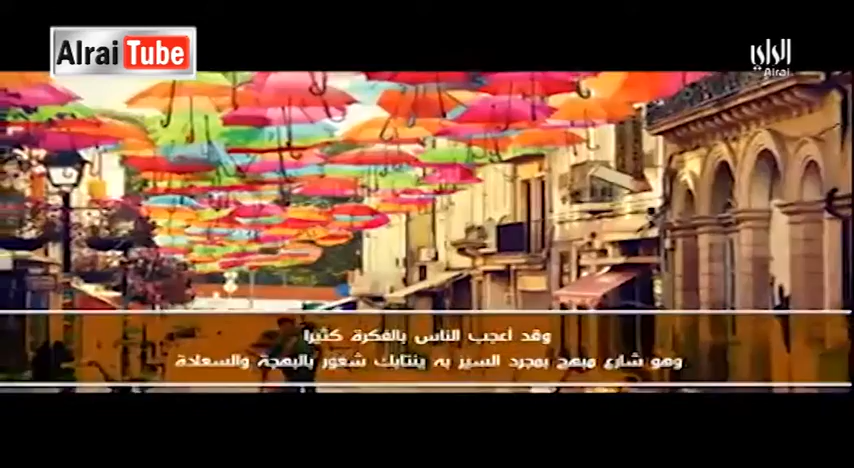 Alrai Tube
الراي
Alrai
وقد أعجب الناس بالفكرة كثيرا
وهو شارع مبهج بمجرد السير به ينتابك شعور بالبهجة والسعادة